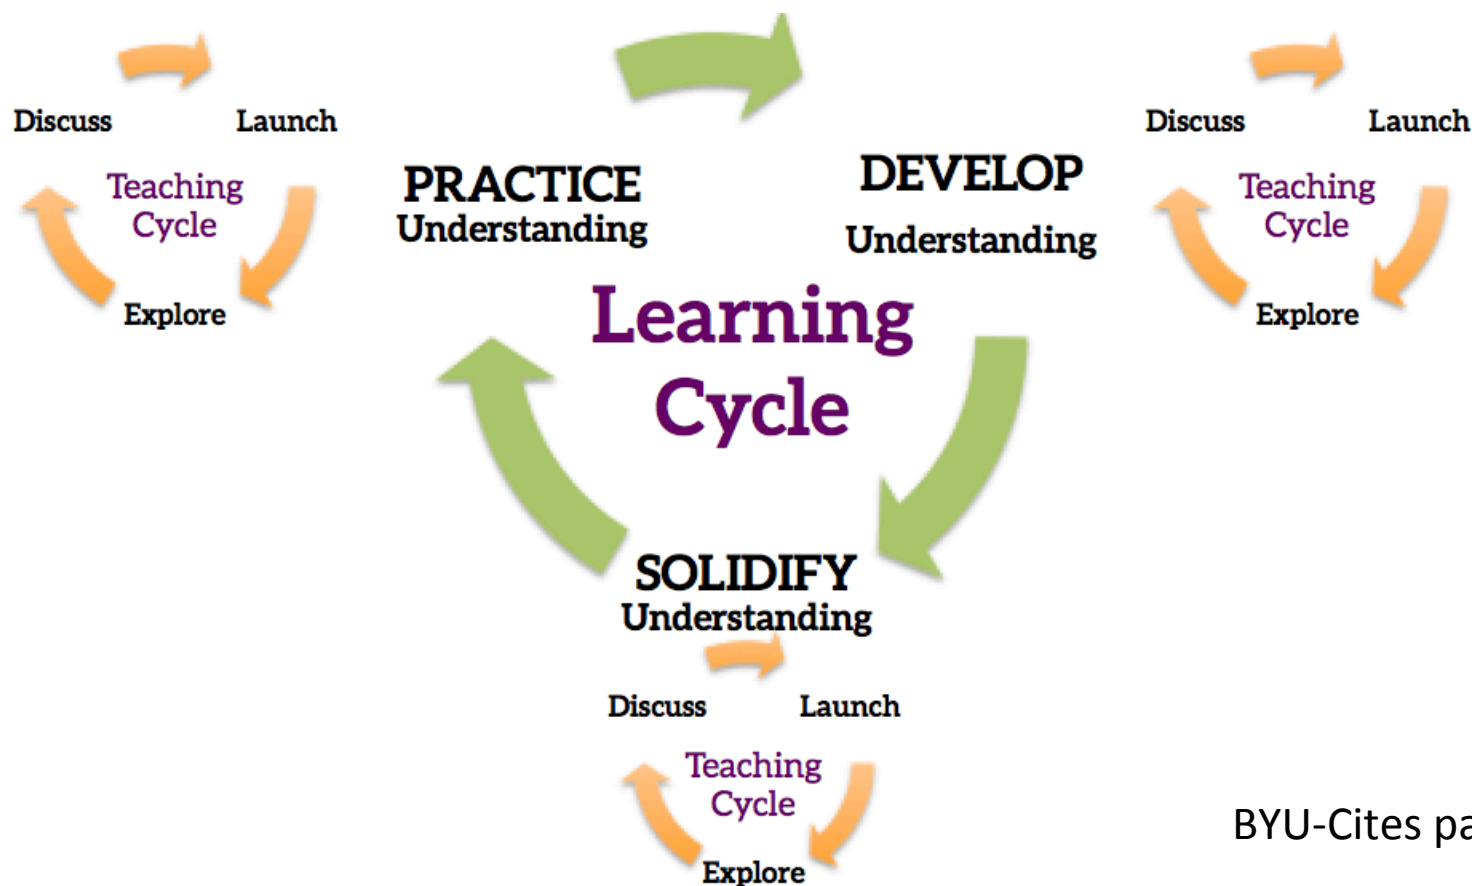 Discuss
Launch
Teaching
Cycle
Explore
PRACTICE
Understanding
DEVELOP
Understanding
Learning
Cycle
SOLIDIFY
Understanding
Discuss
Launch
Teaching
Cycle
Explore
Discuss
Launch
Teaching
Cycle
Explore
BYU-Cites pa